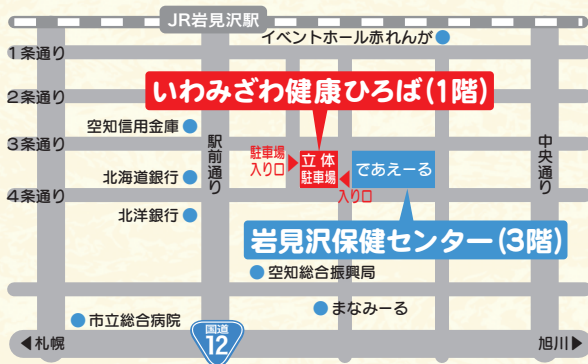 JR岩見沢駅
イベントホール赤れんが
1条通り
2条通り
いわみざわ健康ひろば(1階)
空知信用金庫
3条通り
駅前通り
駐車場
入り口
立体
駐車場
入り口
であえーる
中央通り
北海道銀行
4条通り
北洋銀行
岩見沢保健センター(3階)
空知総合振興局
まなみーる
市立総合病院
国道
12
札幌
旭川